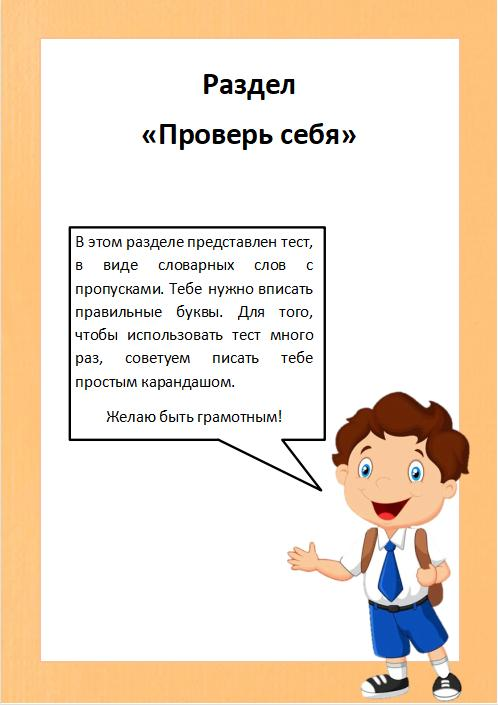 Раздел
«Проверь себя»
В этом разделе представлен тест,
в виде словарных слов с
пропусками. Тебе нужно вписать
правильные буквы. Для того,
чтобы использовать тест много
раз, советуем писать тебе
простым карандашом.
Желаю быть грамотным!